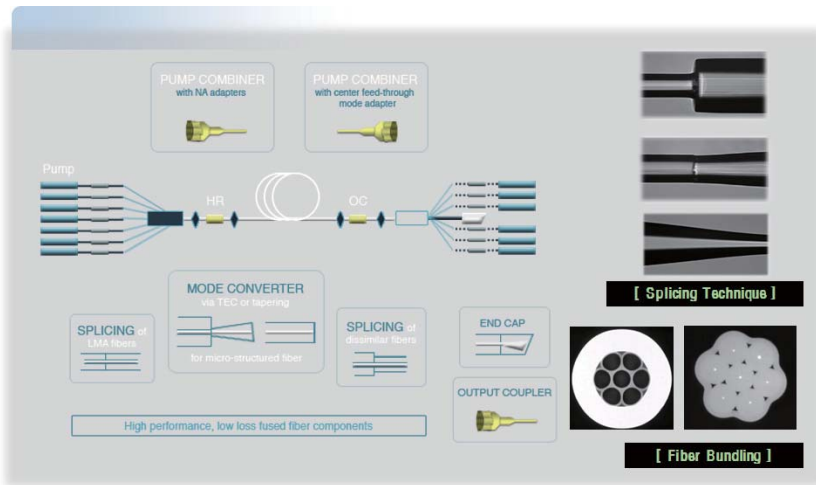 PUMP COMBINER
with NA adapters
PUMP COMBINER
with center feed-through
mode adapter
Pump
HR
OC
MODE CONVERTER
via TEC or tapering
for micro-structured fiber
SPLICING of
LMA fibers
SPLICING of
dissimilar fibers
END CAP
OUTPUT COUPLER
High performance, low loss fused fiber components
[ Splicing Technique ]
[ Fiber Bundling ]